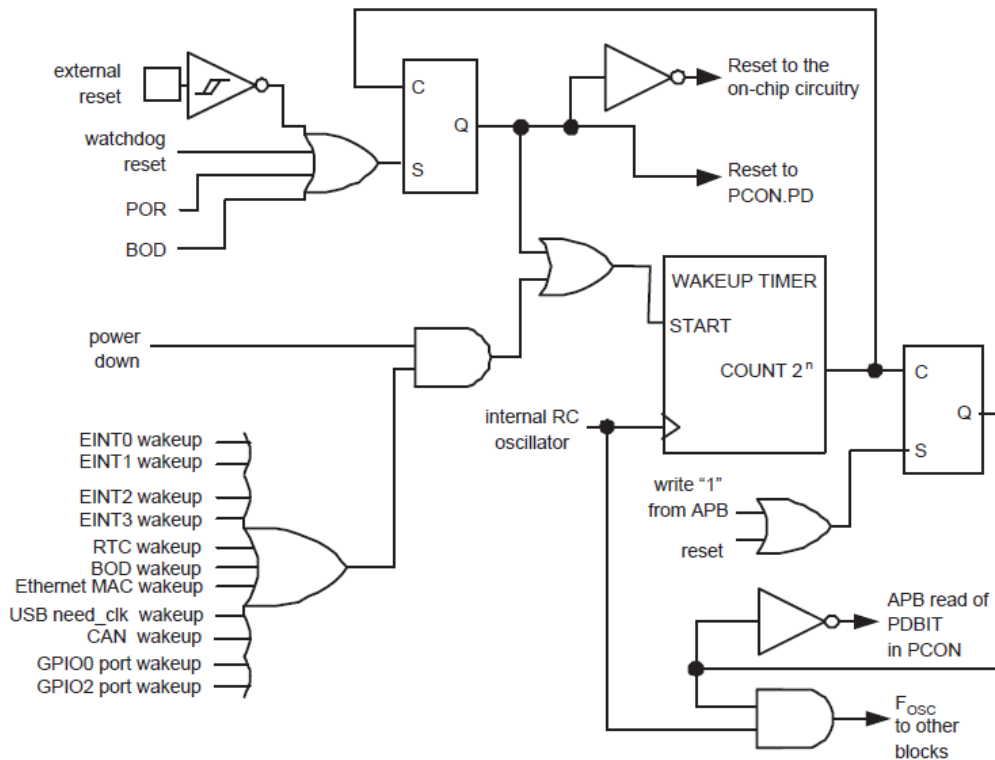 external
reset
watchdog
reset
POR
BOD
C
Q
S
Reset to the
on-chip circuitry
Reset to
PCON.PD
WAKEUP TIMER
START
COUNT 2ⁿ
power
down
internal RC
oscillator
C
Q
S
write “1”
from APB
reset
EINT0 wakeup
EINT1 wakeup
EINT2 wakeup
EINT3 wakeup
RTC wakeup
BOD wakeup
Ethernet MAC wakeup
USB need_clk wakeup
CAN wakeup
GPIO0 port wakeup
GPIO2 port wakeup
APB read of
PDBIT
in PCON
FOSC
to other
blocks